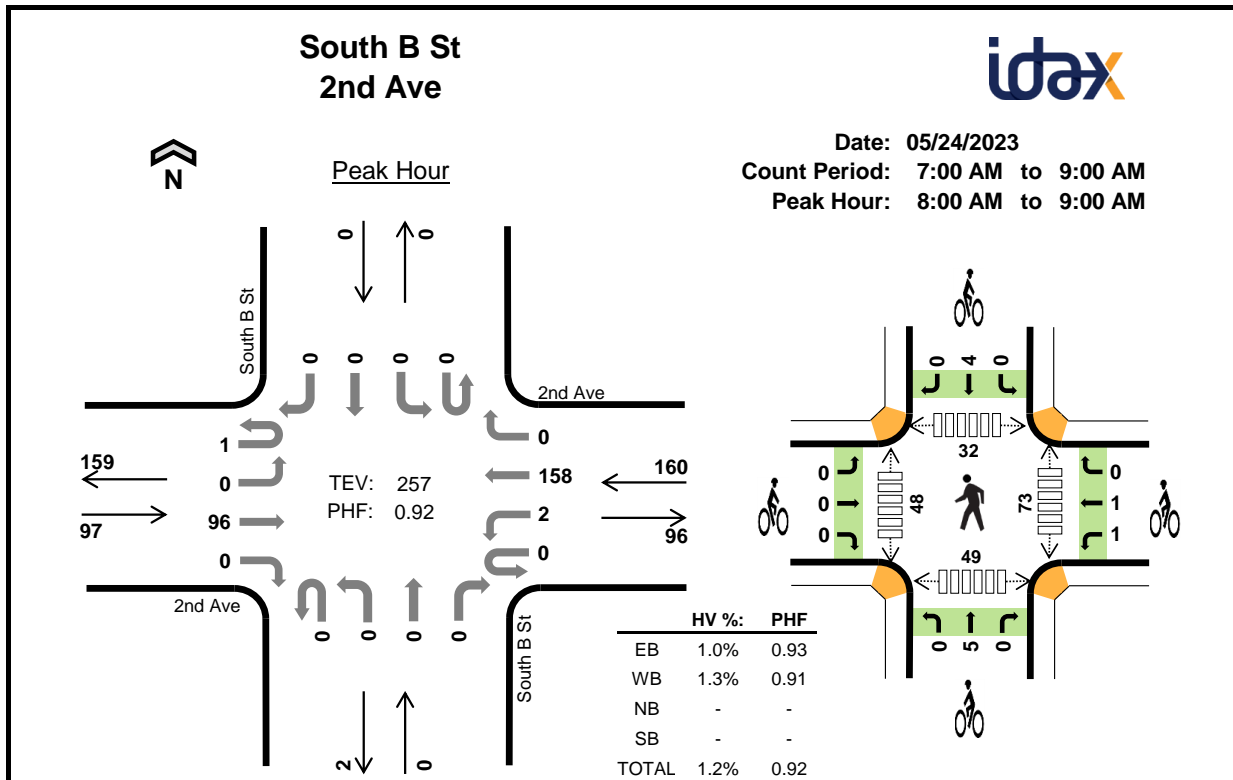 South B St
2nd Ave
idax
N
Peak Hour
Date: 05/24/2023
Count Period: 7:00 AM to 9:00 AM
Peak Hour: 8:00 AM to 9:00 AM
0 0
South B St
0 0 0 0
2nd Ave
1
0
159
0
158
160
TEV: 257
PHF: 0.92
97
96
2
96
0
0
2nd Ave
0 0 0 0
South B St
2 0
0 4 0
32
0
0
0
48
73
0
1
1
49
0 5 0
HV %: PHF
EB 1.0% 0.93
WB 1.3% 0.91
NB - -
SB - -
TOTAL 1.2% 0.92